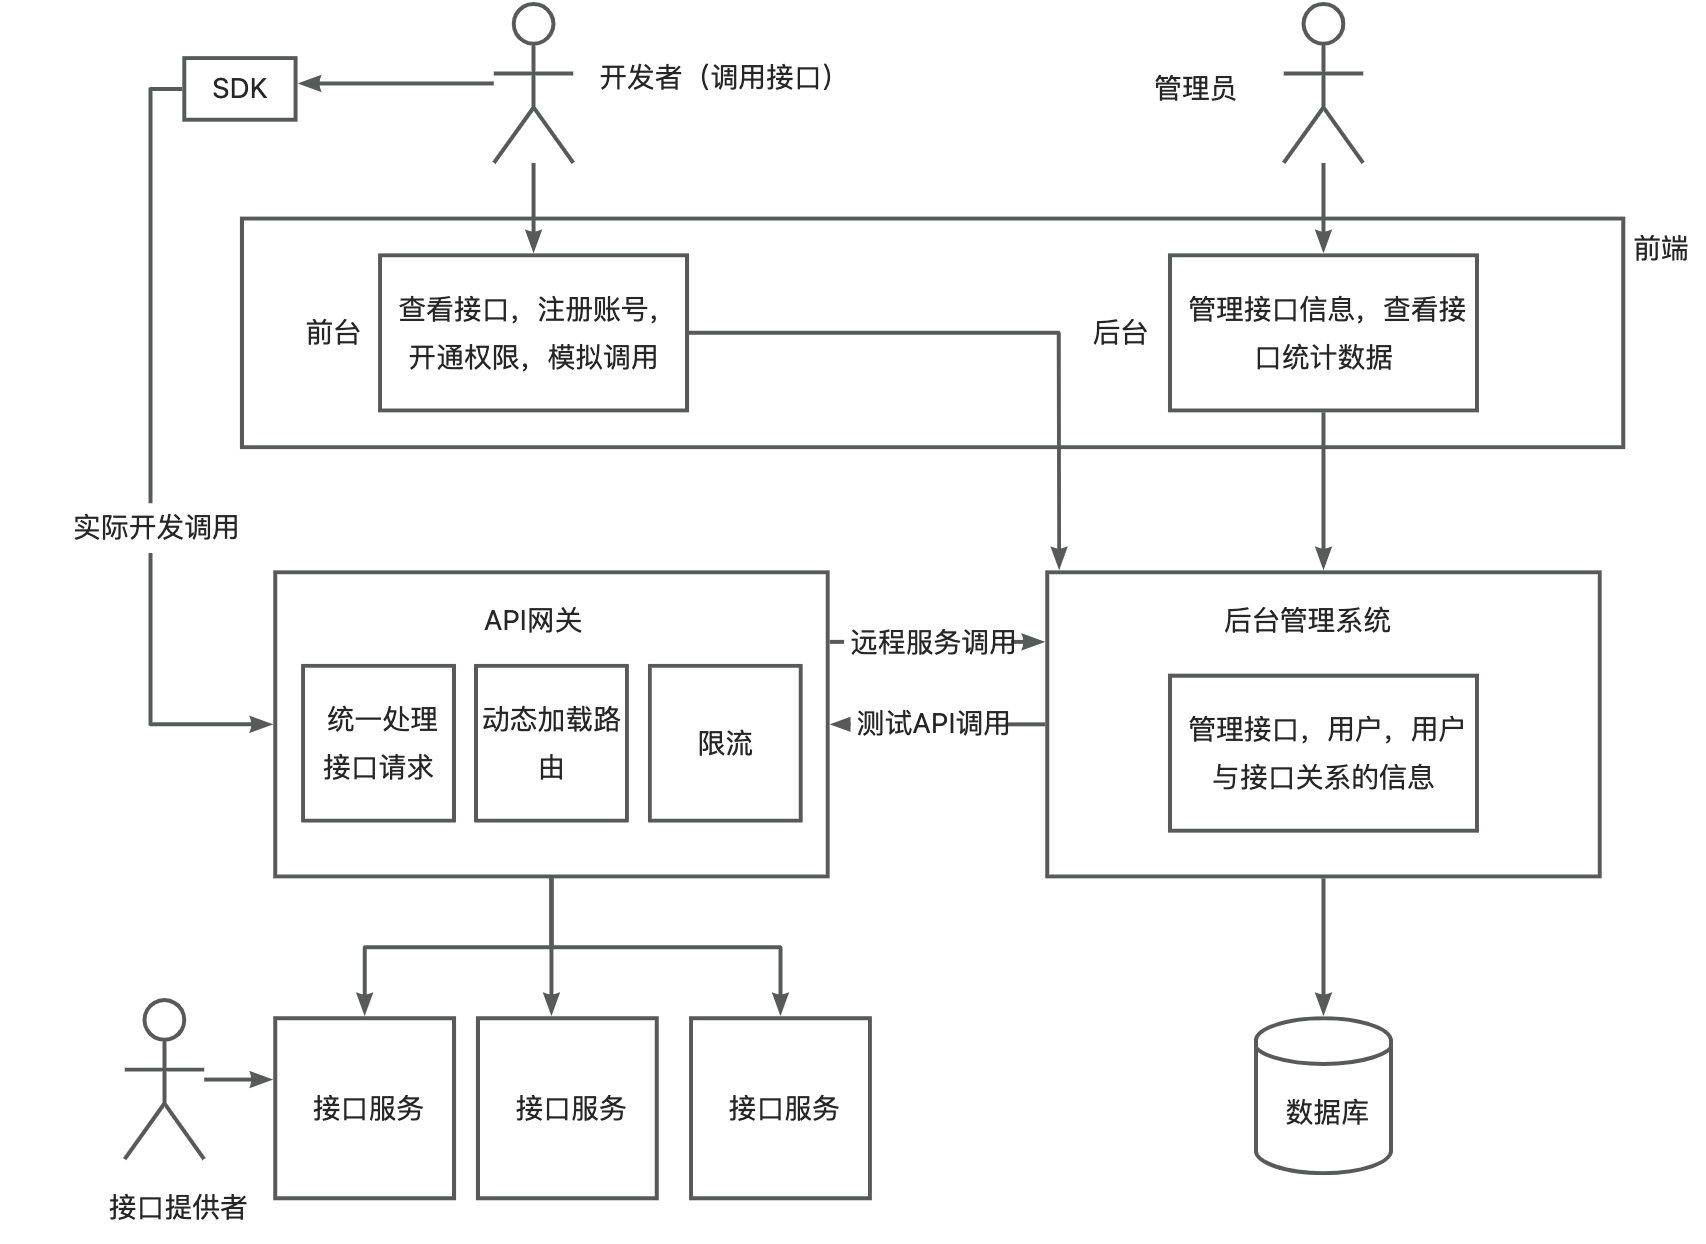 SDK
开发者（调用接口）
管理员
前端
前台
查看接口，注册账号，
开通权限，模拟调用
后台
管理接口信息，查看接
口统计数据
实际开发调用
API网关
统一处理
接口请求
动态加载路
由
限流
远程服务调用
测试API调用
后台管理系统
管理接口，用户，用户
与接口关系的信息
接口提供者
接口服务
接口服务
接口服务
数据库